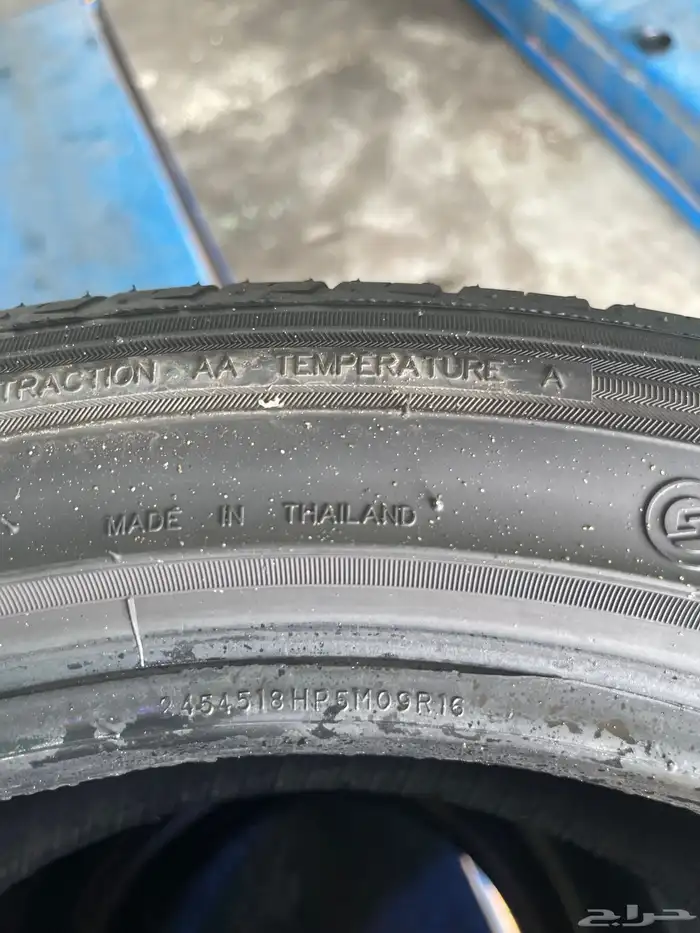 TRACTION AA TEMPERATURE A
MADE IN THAILAND
2454518HP5M09R16
حراج